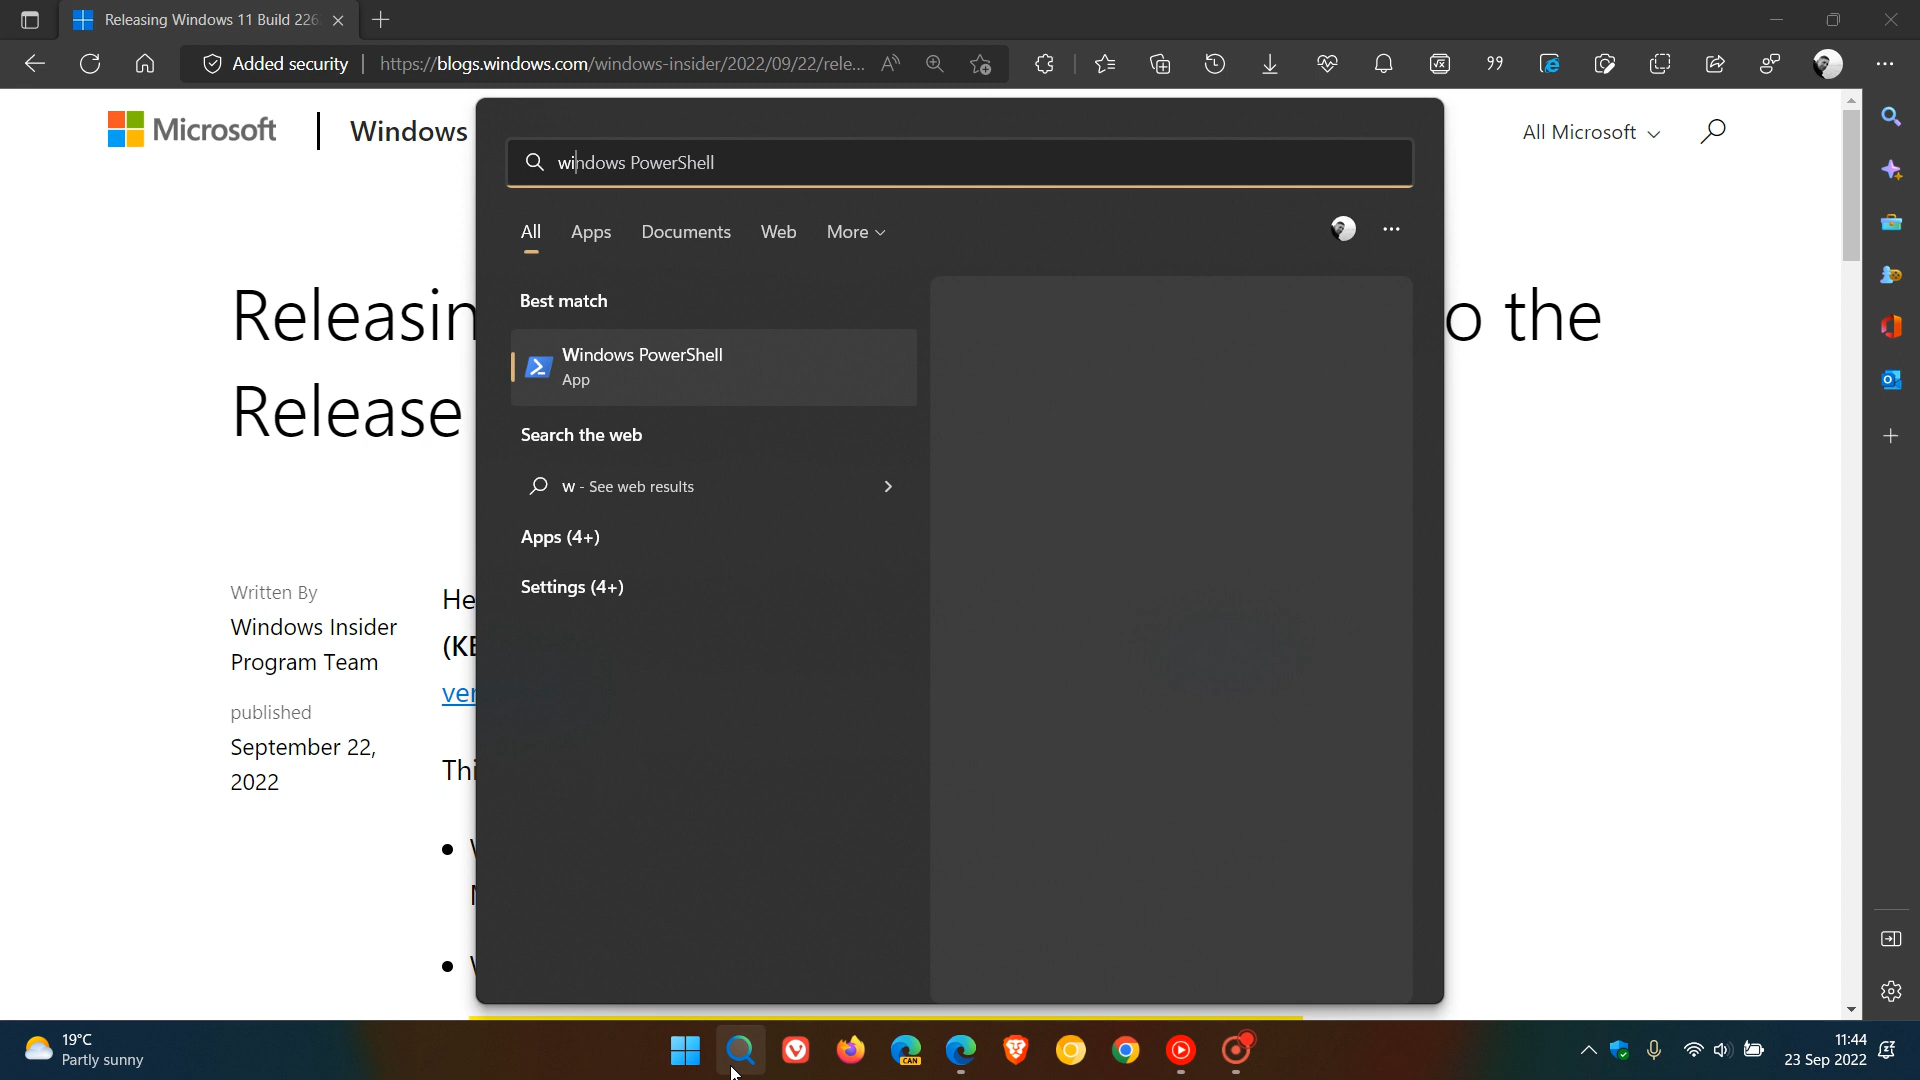 Releasing Windows 11 Build 226
Added security
https://blogs.windows.com/windows-insider/2022/09/22/rele...
Microsoft
Windows
All Microsoft
windows PowerShell
All Apps Documents Web More
Best match
Windows PowerShell
App
Search the web
w - See web results
Apps (4+)
Settings (4+)
Releasin
o the
Release
Written By
Windows Insider
Program Team
published
September 22,
2022
He
(KB
ver
Thi
19°C
Partly sunny
CAN
11:44
23 Sep 2022